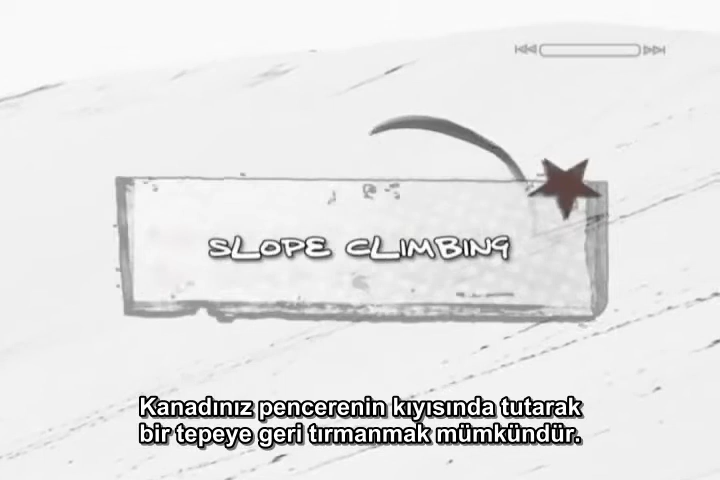 SLOPE CLIMBING
Kanadınız pencerenin kıyısında tutarak
bir tepeye geri tırmanmak mümkündür.